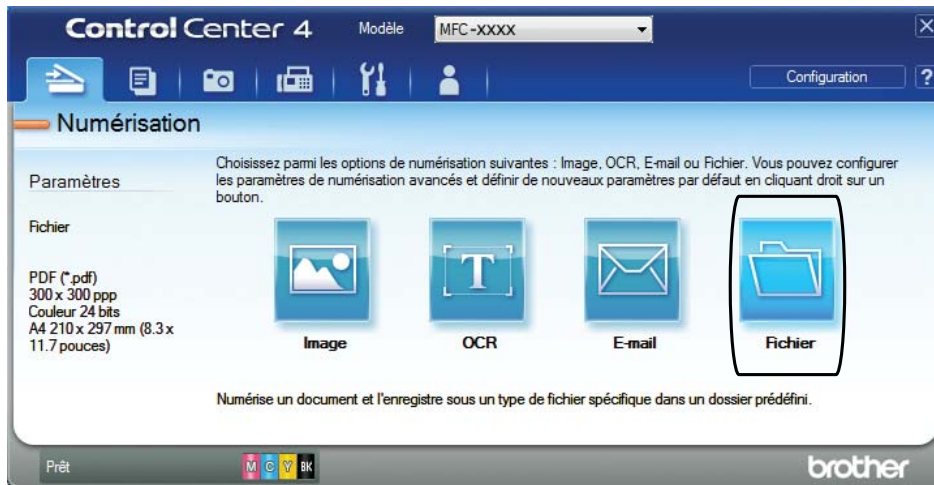 Control Center 4 Modèle MFC-XXXX
Configuration ?
Numérisation
Choisissez parmi les options de numérisation suivantes : Image, OCR, E-mail ou Fichier. Vous pouvez configurer
les paramètres de numérisation avancés et définir de nouveaux paramètres par défaut en cliquant droit sur un
bouton.
Paramètres
Fichier
PDF (*.pdf)
300 x 300 ppp
Couleur 24 bits
A4 210 x 297 mm (8.3 x
11.7 pouces)
T
Image OCR E-mail Fichier
Numérise un document et l'enregistre sous un type de fichier spécifique dans un dossier prédéfini.
Prêt M C Y BK brother